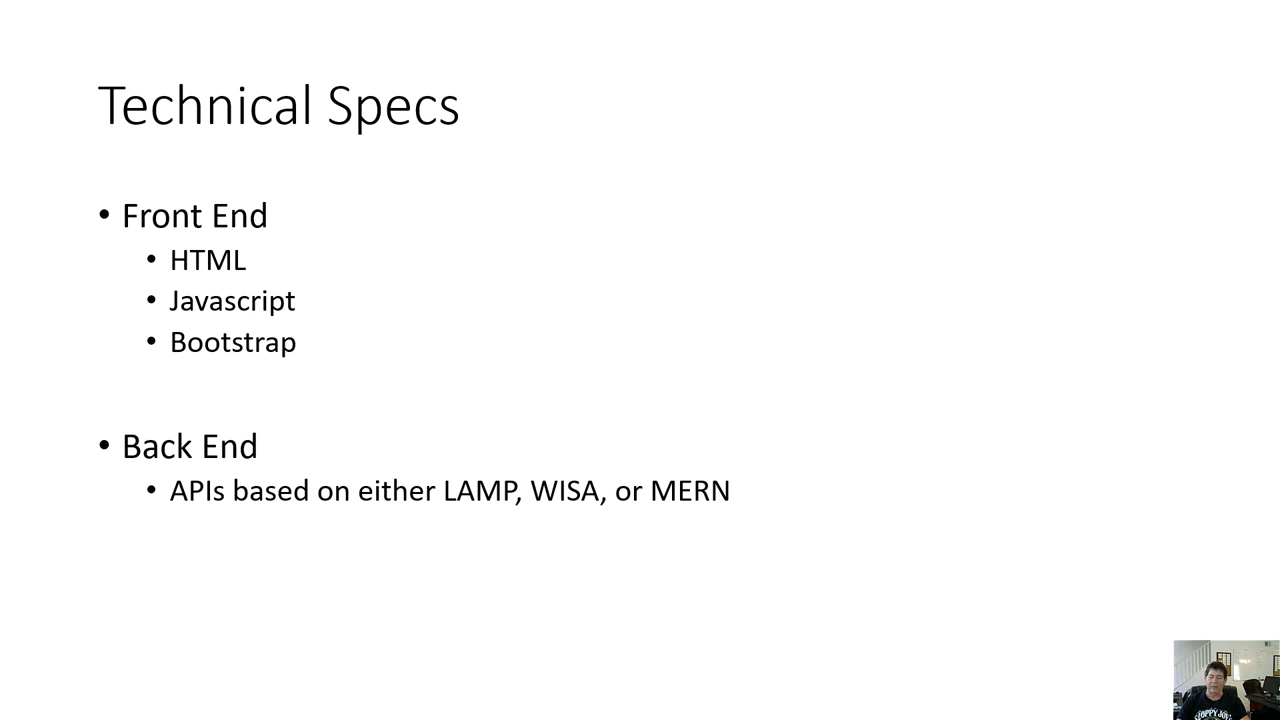 Technical Specs
• Front End
• HTML
• Javascript
• Bootstrap
• Back End
• APIs based on either LAMP, WISA, or MERN